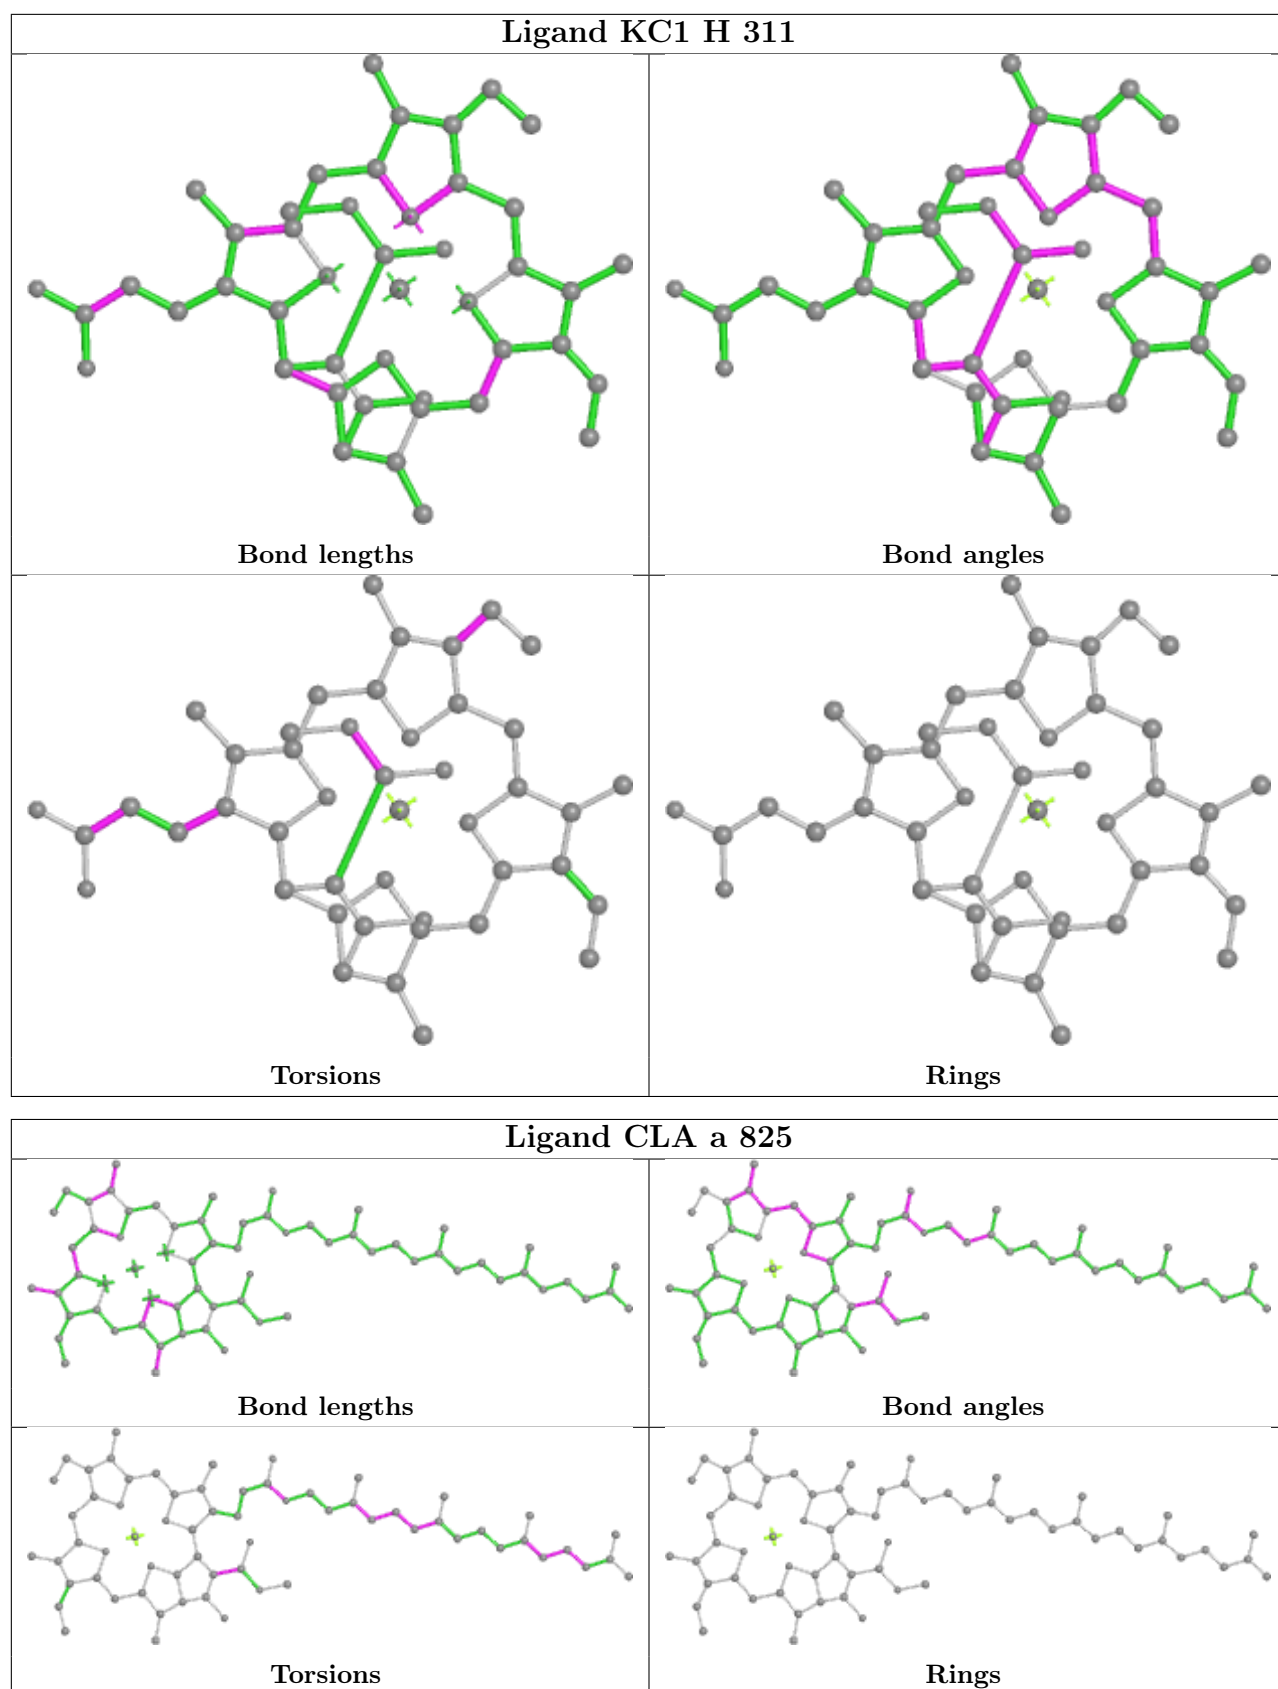 Ligand KC1 H 311
Bond lengths
Bond angles
Torsions
Rings
Ligand CLA a 825
Bond lengths
Bond angles
Torsions
Rings